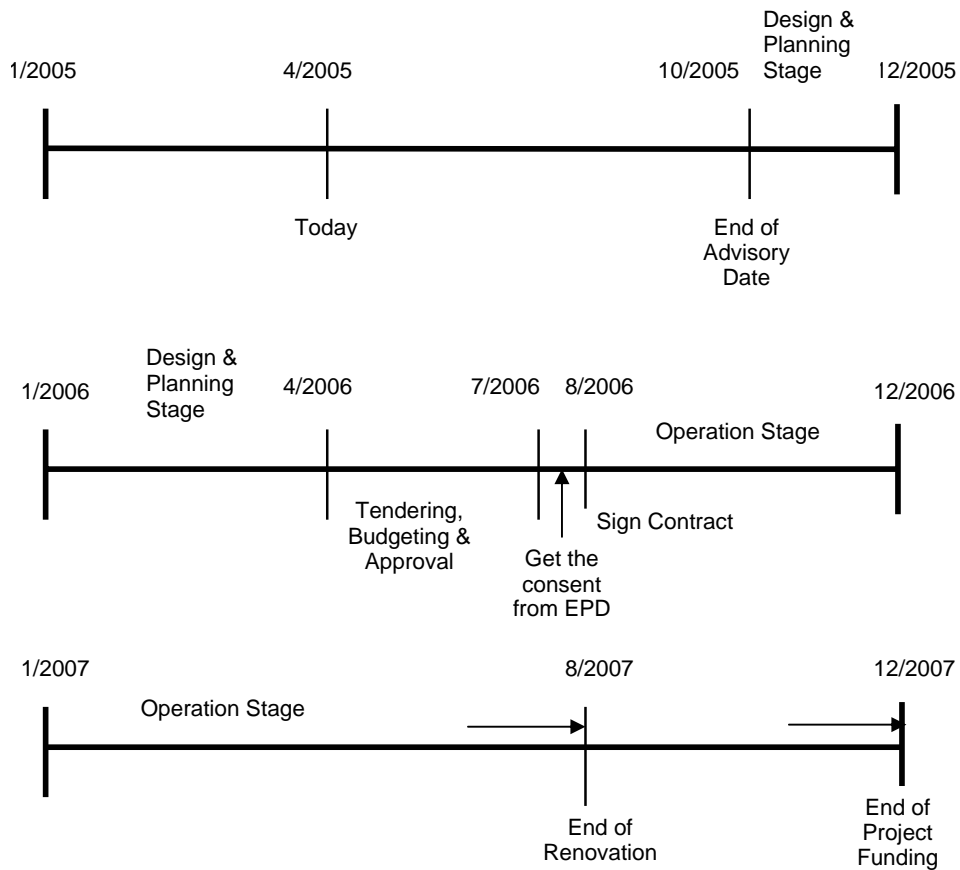 Design &
Planning
Stage
1/2005 4/2005 10/2005 12/2005
Today
End of
Advisory
Date
Design &
Planning
Stage
1/2006 4/2006 7/2006 8/2006 12/2006
Operation Stage
Tendering,
Budgeting &
Approval
Sign Contract
Get the
consent
from EPD
1/2007 8/2007 12/2007
Operation Stage
End of
Renovation
End of
Project
Funding